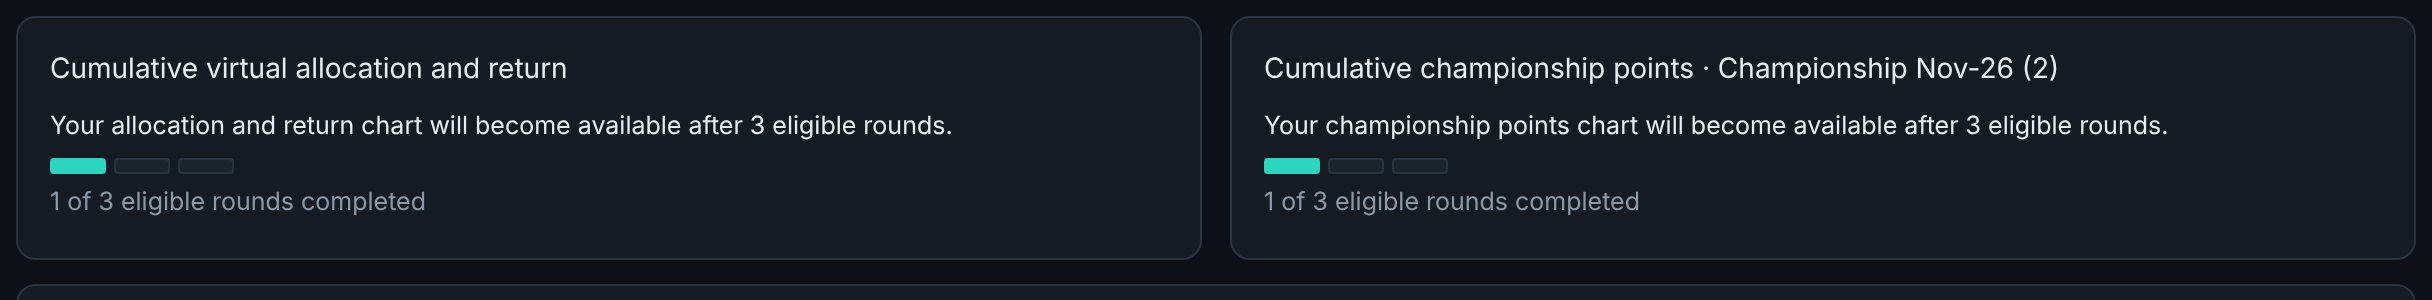 Cumulative virtual allocation and return
Your allocation and return chart will become available after 3 eligible rounds.
1 of 3 eligible rounds completed
Cumulative championship points · Championship Nov-26 (2)
Your championship points chart will become available after 3 eligible rounds.
1 of 3 eligible rounds completed